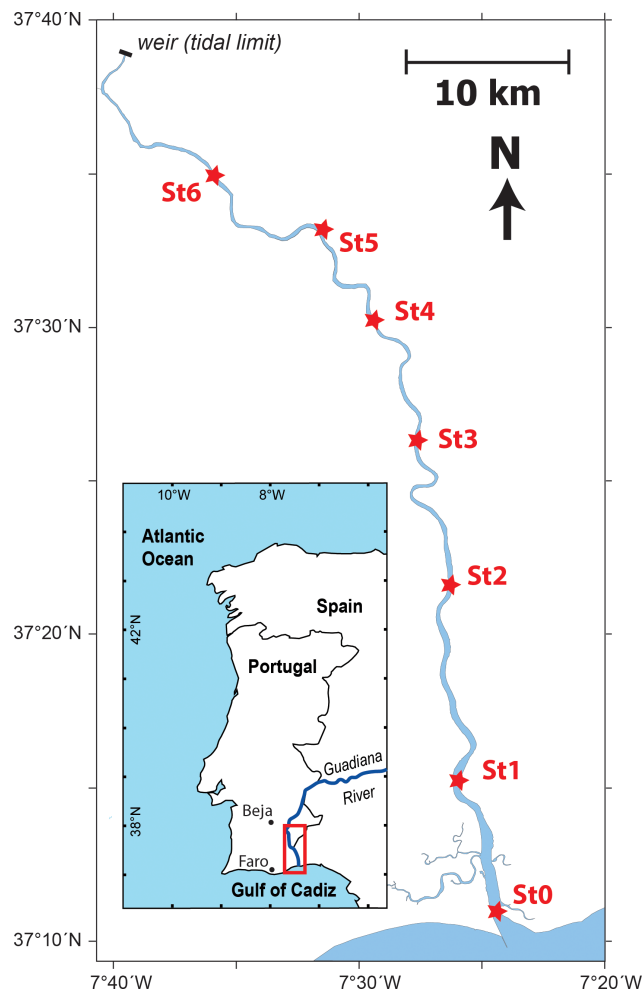 37°40´N
weir (tidal limit)
10 km
N
St6
St5
St4
37°30´N
St3
10°W
8°W
Atlantic
Ocean
St2
Spain
42°N
37°20´N
Portugal
St1
Guadiana
River
Beja
38°N
Faro
Gulf of Cadiz
St0
37°10´N
7°40´W
7°30´W
7°20´W